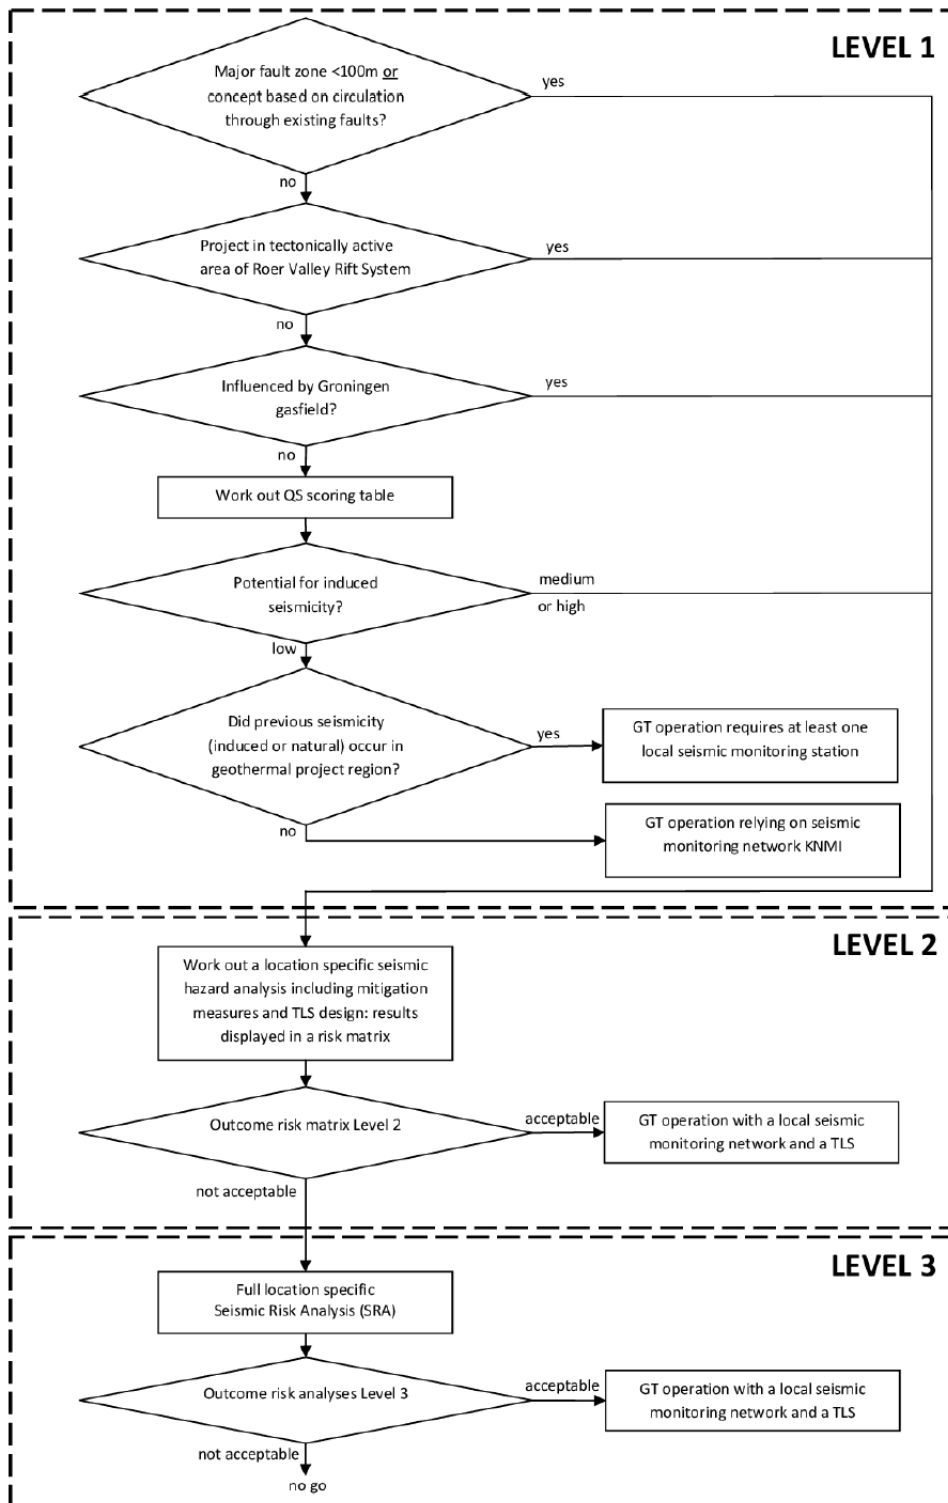 LEVEL 1
Major fault zone <100m or
concept based on circulation
through existing faults?
yes
no
Project in tectonically active
area of Roer Valley Rift System
yes
no
Influenced by Groningen
gasfield?
yes
no
Work out QS scoring table
Potential for induced
seismicity?
medium
or high
low
Did previous seismicity
(induced or natural) occur in
geothermal project region?
yes
GT operation requires at least one
local seismic monitoring station
no
GT operation relying on seismic
monitoring network KNMI
LEVEL 2
Work out a location specific seismic
hazard analysis including mitigation
measures and TLS design: results
displayed in a risk matrix
Outcome risk matrix Level 2
acceptable
GT operation with a local seismic
monitoring network and a TLS
not acceptable
LEVEL 3
Full location specific
Seismic Risk Analysis (SRA)
Outcome risk analyses Level 3
acceptable
GT operation with a local seismic
monitoring network and a TLS
not acceptable
no go